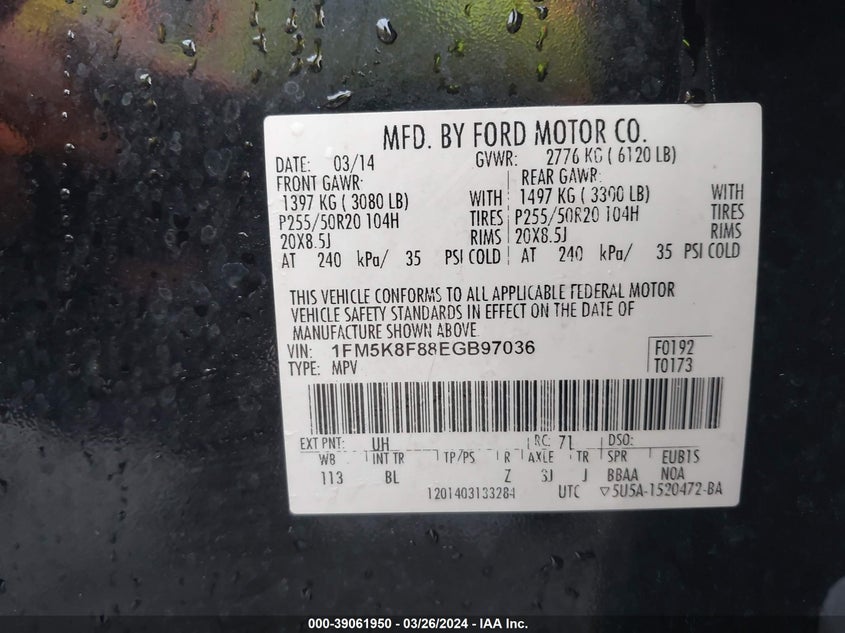 MFD. BY FORD MOTOR CO.
DATE: 03/14 GVWR: 2776 KG ( 6120 LB)
FRONT GAWR: REAR GAWR:
1397 KG ( 3080 LB) WITH 1497 KG ( 3300 LB) WITH
P255/50R20 104H TIRES P255/50R20 104H TIRES
20X8.5J RIMS 20X8.5J RIMS
AT 240 kPa/ 35 PSI COLD AT 240 kPa/ 35 PSI COLD
THIS VEHICLE CONFORMS TO ALL APPLICABLE FEDERAL MOTOR
VEHICLE SAFETY STANDARDS IN EFFECT ON THE DATE OF
MANUFACTURE SHOWN ABOVE
VIN: 1FM5K8F88EGB97036 F0192
TYPE: MPV T0173
EXT PNT: UH RC: 71 DSO:
WB INT TR TP/PS R AXLE TR SPR EUB1S
113 BL Z J BBAA NOA
1201403133284 UTC ▽5U5A-1520472-BA
000-39061950 - 03/26/2024 - IAA Inc.